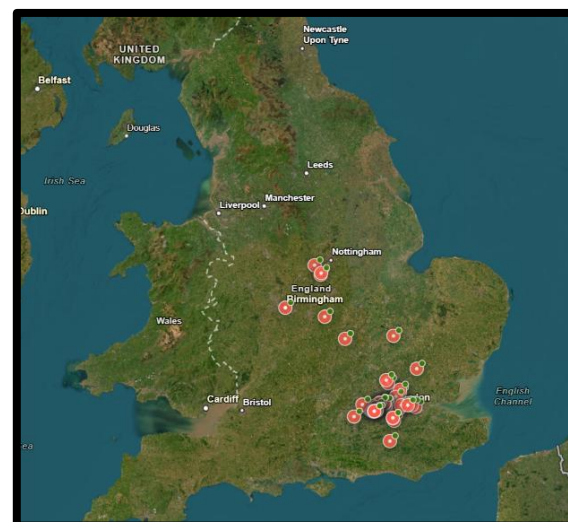 Newcastle
Upon Tyne
UNITED
KINGDOM
Belfast
Douglas
Leeds
Irish Sea
Manchester
Liverpool
Dublin
Nottingham
England
Birmingham
Wales
English
Channel
Cardiff
Bristol